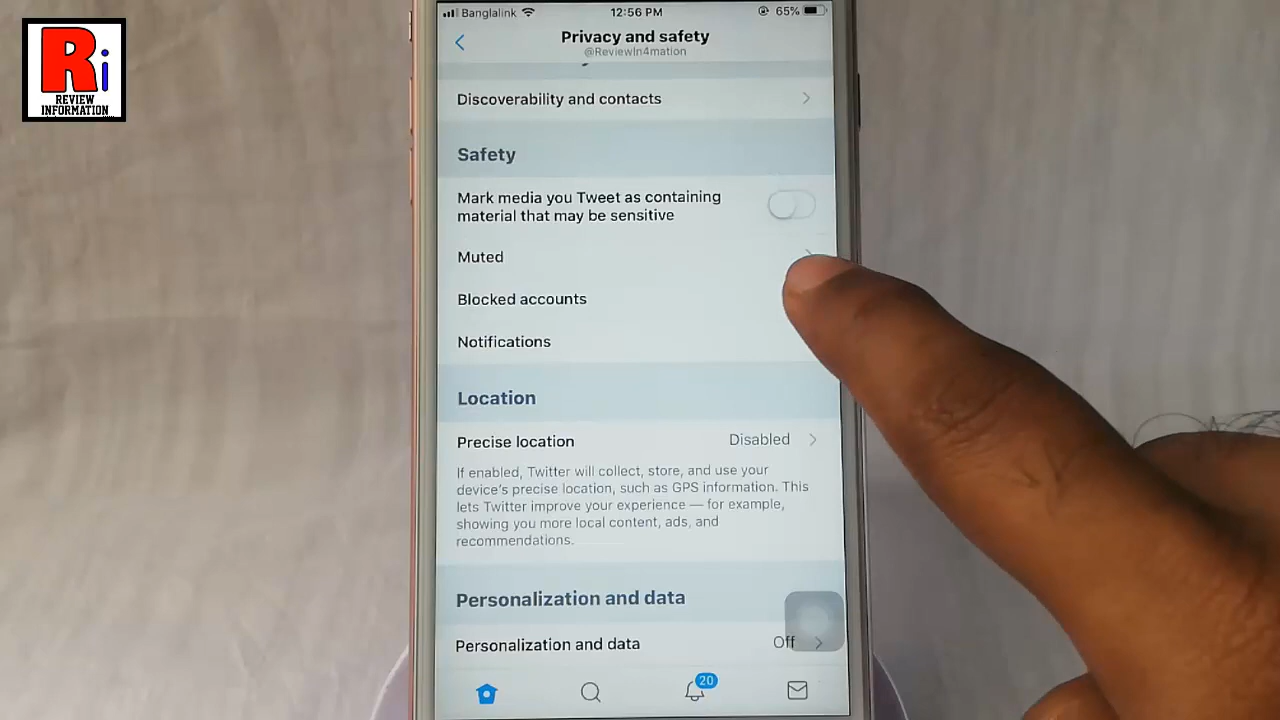 Ri
REVIEW
INFORMATION
Banglalink 12:56 PM 65%
Privacy and safety
@ReviewIn4mation
Discoverability and contacts
Safety
Mark media you Tweet as containing
material that may be sensitive
Muted
Blocked accounts
Notifications
Location
Precise location Disabled
If enabled, Twitter will collect, store, and use your
device's precise location, such as GPS information. This
lets Twitter improve your experience — for example,
showing you more local content, ads, and
recommendations.
Personalization and data
Personalization and data Off
20